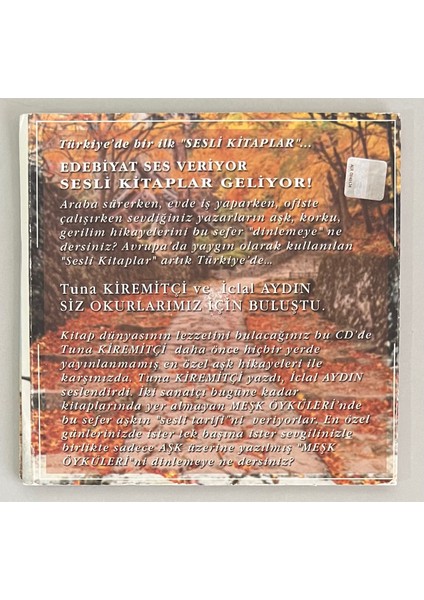 Türkiye'de bir ilk "SESLİ KİTAPLAR"...
EDEBİYAT SES VERİYOR
SESLİ KİTAPLAR GELİYOR!
Araba sürerken, evde iş yaparken, ofiste
çalışırken sevdiğiniz yazarların aşk, korku,
gerilim hikayelerini bu sefer "dinlemeye" ne
dersiniz? Avrupa'da yaygın olarak kullanılan
"Sesli Kitaplar" artık Türkiye'de...
Tuna KİREMİTÇİ ve İclal AYDIN
SİZ OKURLARIMIZ İÇİN BULUŞTU.
Kitap dünyasının lezzetini bulacağınız bu CD'de
Tuna KİREMİTÇİ daha önce hiçbir yerde
yayınlanmamış en özel aşk hikayeleri ile
karşınızda. Tuna KİREMİTÇİ yazdı, İclal AYDIN
seslendirdi. İki sanatçı bugüne kadar
kitaplarında yer almayan MEŞK ÖYKÜLERİ'nde
bu sefer aşkın "sesli tarifi"ni veriyorlar. En özel
günlerinizde ister tek başına ister sevgilinizle
birlikte sadece AŞK üzerine yazılmış "MEŞK
ÖYKÜLERİ"ni dinlemeye ne dersiniz?